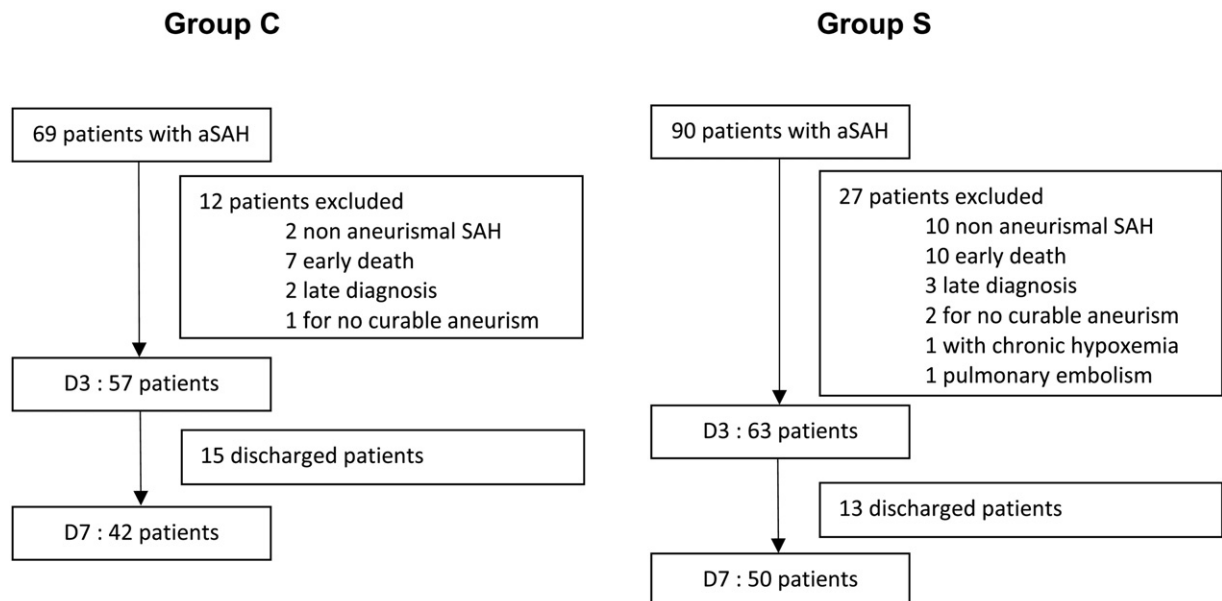 Group C
69 patients with aSAH
12 patients excluded
2 non aneurismal SAH
7 early death
2 late diagnosis
1 for no curable aneurism
D3 : 57 patients
15 discharged patients
D7 : 42 patients
Group S
90 patients with aSAH
27 patients excluded
10 non aneurismal SAH
10 early death
3 late diagnosis
2 for no curable aneurism
1 with chronic hypoxemia
1 pulmonary embolism
D3 : 63 patients
13 discharged patients
D7 : 50 patients